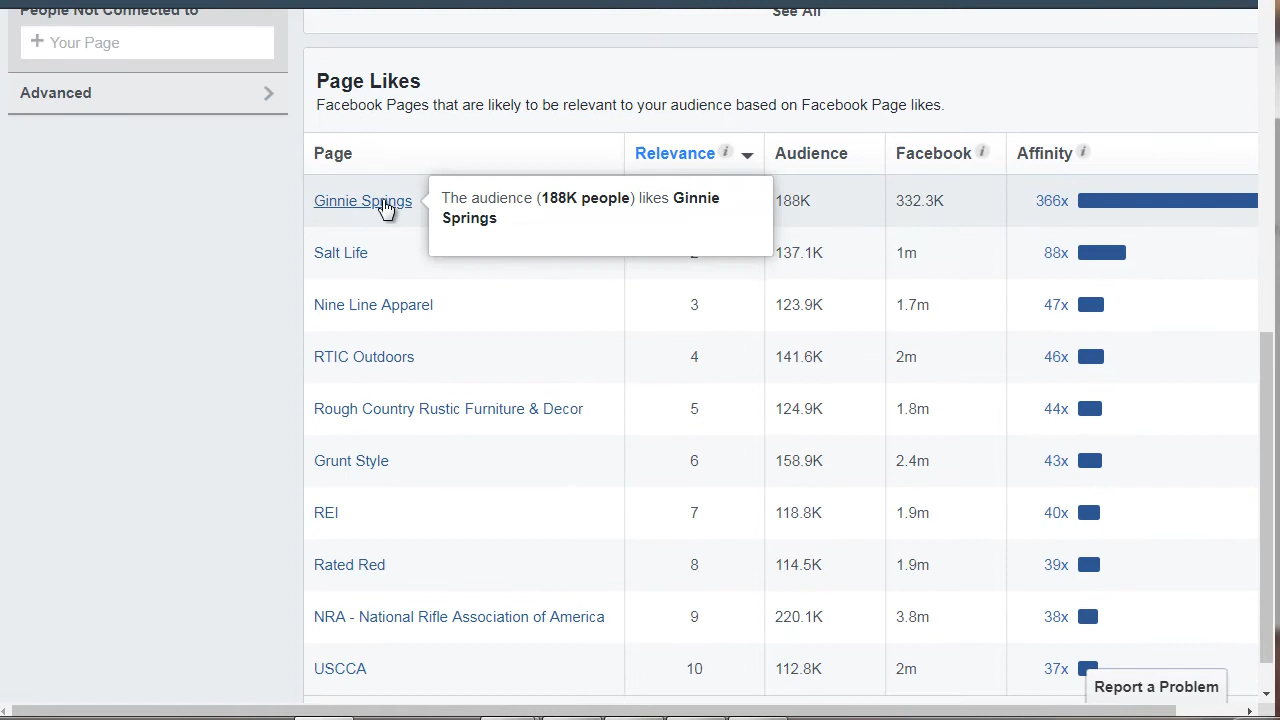 People Not Connected to
+ Your Page
Advanced
See All
Page Likes
Facebook Pages that are likely to be relevant to your audience based on Facebook Page likes.
Page Relevance i Audience Facebook i Affinity i
Ginnie Springs 188K 332.3K 366x
The audience (188K people) likes Ginnie
Springs
Salt Life 137.1K 1m 88x
Nine Line Apparel 3 123.9K 1.7m 47x
RTIC Outdoors 4 141.6K 2m 46x
Rough Country Rustic Furniture & Decor 5 124.9K 1.8m 44x
Grunt Style 6 158.9K 2.4m 43x
REI 7 118.8K 1.9m 40x
Rated Red 8 114.5K 1.9m 39x
NRA - National Rifle Association of America 9 220.1K 3.8m 38x
USCCA 10 112.8K 2m 37x
Report a Problem